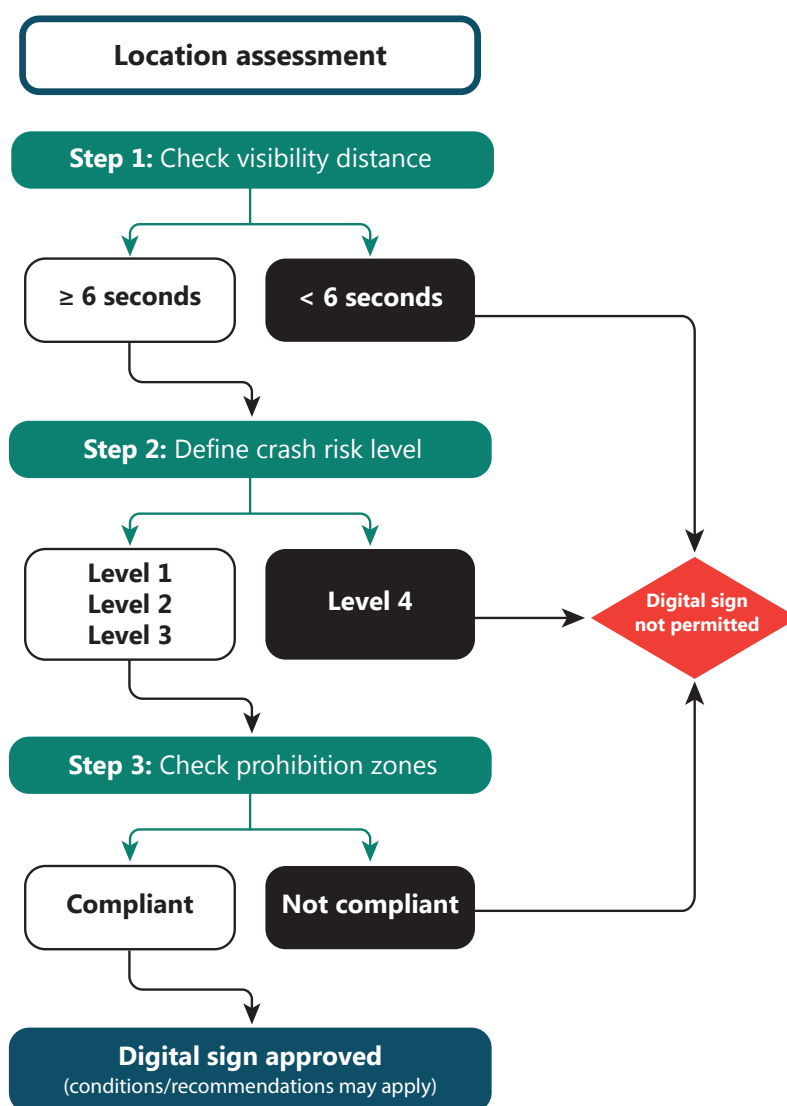 Location assessment
Step 1: Check visibility distance
≥ 6 seconds
< 6 seconds
Step 2: Define crash risk level
Level 1
Level 2
Level 3
Level 4
Digital sign
not permitted
Step 3: Check prohibition zones
Compliant
Not compliant
Digital sign approved
(conditions/recommendations may apply)